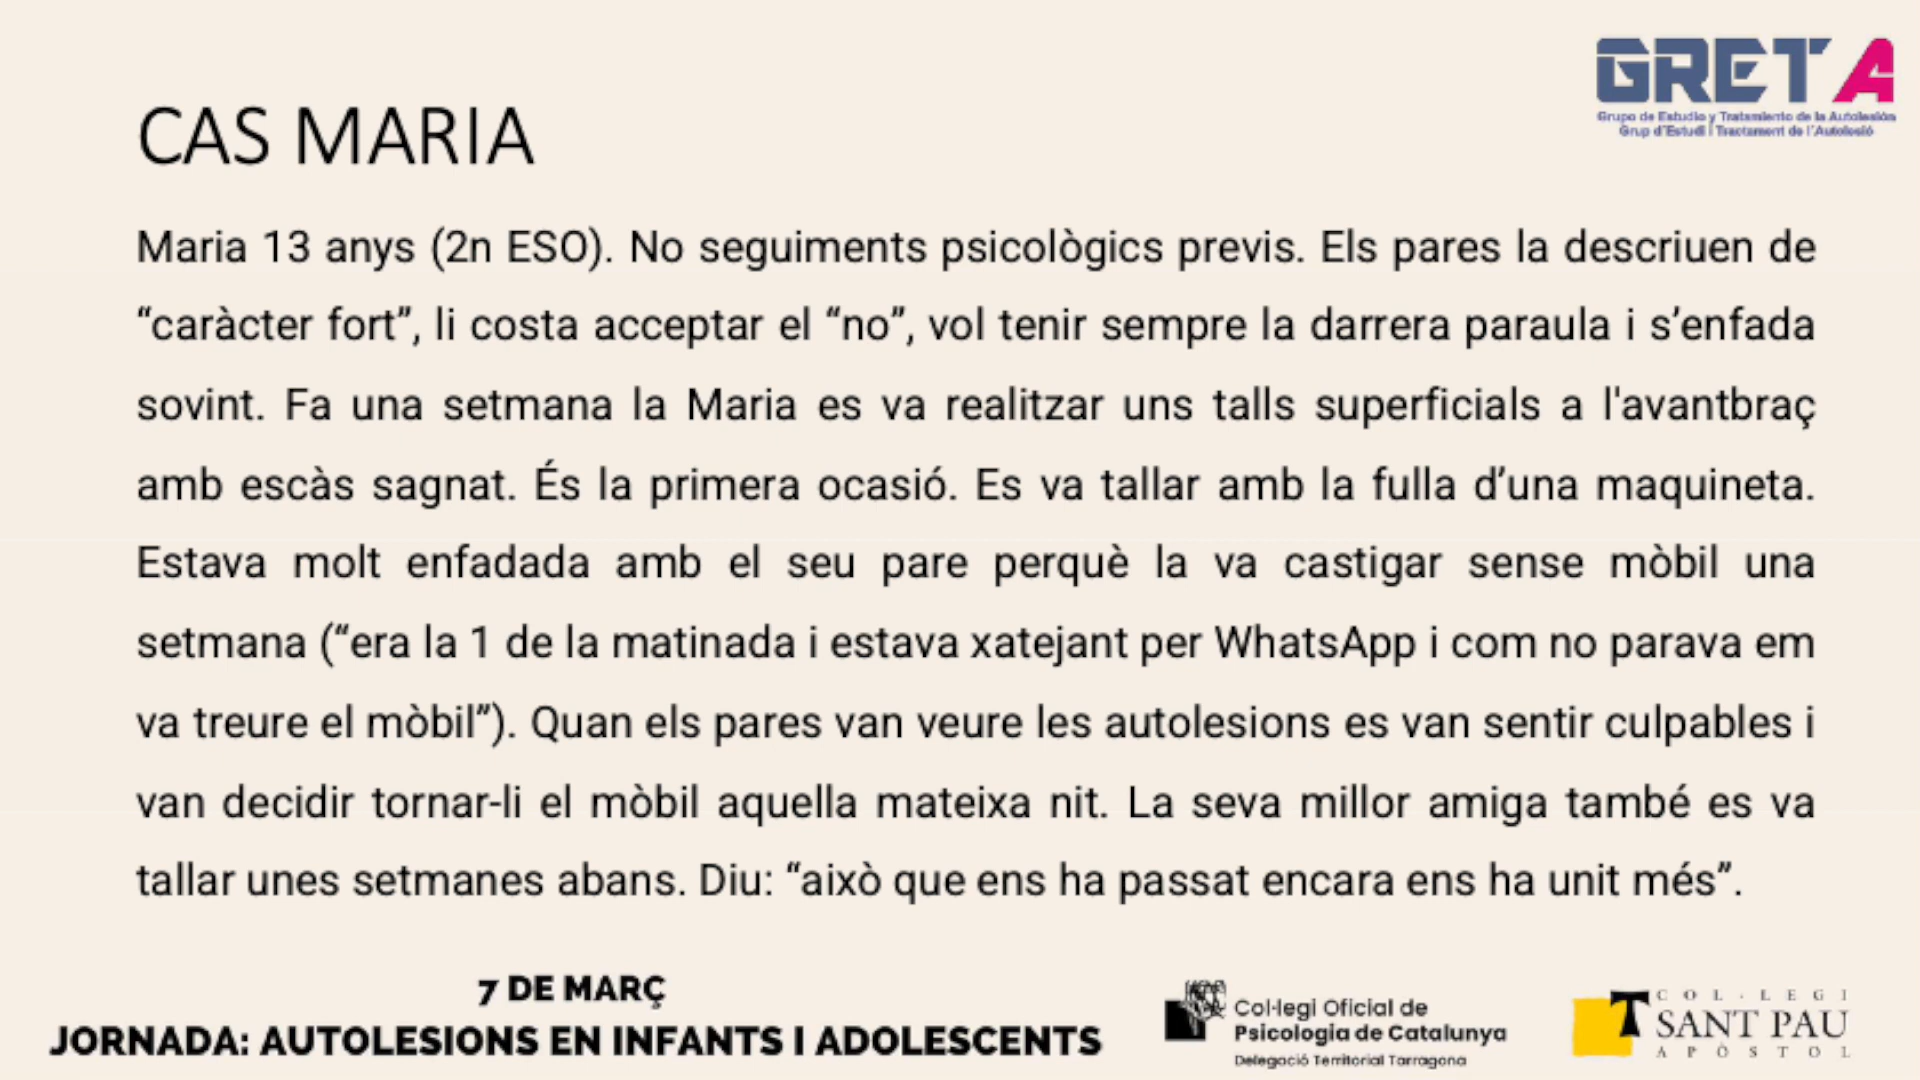 GRETA
Grupo de Estudio y Tratamiento de la Autolesión
Grup d'Estudi i Tractament de l'Autolesió
CAS MARIA
Maria 13 anys (2n ESO). No seguiments psicològics previs. Els pares la descriuen de
“caràcter fort”, li costa acceptar el “no”, vol tenir sempre la darrera paraula i s’enfada
sovint. Fa una setmana la Maria es va realitzar uns talls superficials a l'avantbraç
amb escàs sagnat. És la primera ocasió. Es va tallar amb la fulla d’una maquineta.
Estava molt enfadada amb el seu pare perquè la va castigar sense mòbil una
setmana (“era la 1 de la matinada i estava xatejant per WhatsApp i com no parava em
va treure el mòbil”). Quan els pares van veure les autolesions es van sentir culpables i
van decidir tornar-li el mòbil aquella mateixa nit. La seva millor amiga també es va
tallar unes setmanes abans. Diu: “això que ens ha passat encara ens ha unit més”.
7 DE MARÇ
JORNADA: AUTOLESIONS EN INFANTS I ADOLESCENTS
Col·legi Oficial de
Psicologia de Catalunya
Delegació Territorial Tarragona
COL·LEGI
SANT PAU
APÒSTOL